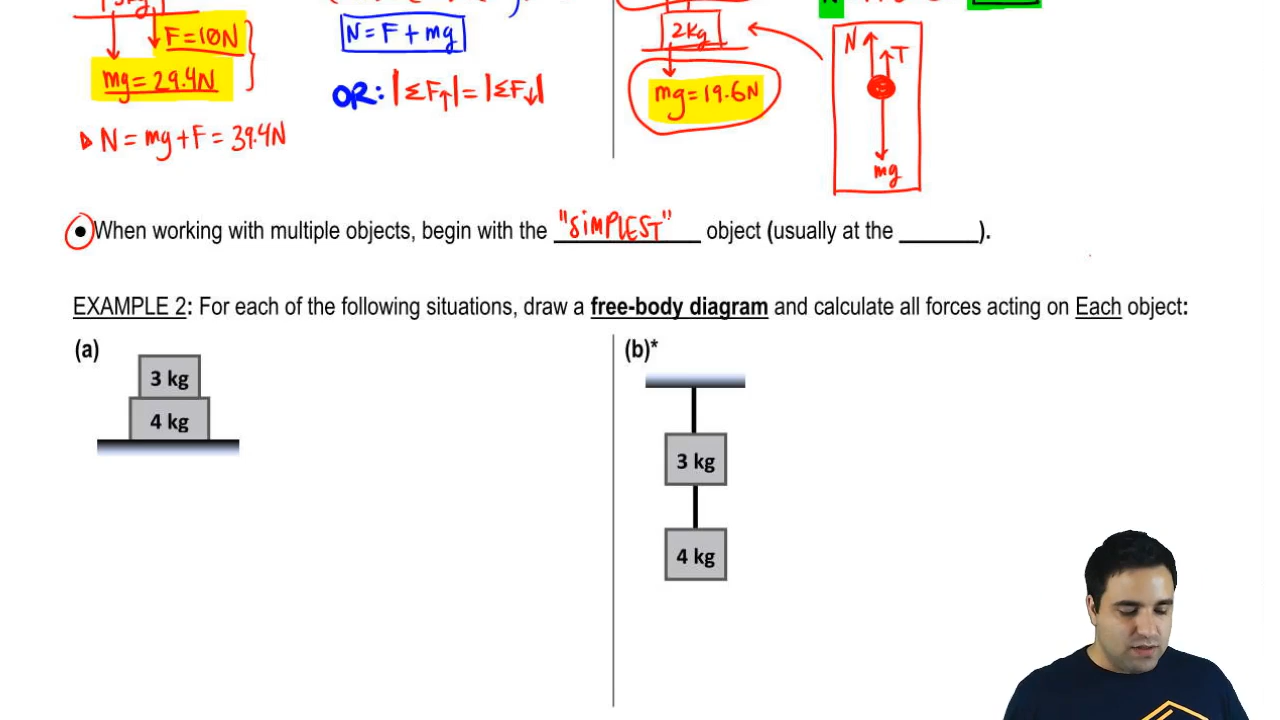 F=10N
mg=29.4N
▷ N = mg+F = 39.4N
N=F+mg
OR: |ΣF↑|=|ΣF↓|
2kg
mg=19.6N
N T
mg
• When working with multiple objects, begin with the "SiMPLEST" object (usually at the _______).
EXAMPLE 2: For each of the following situations, draw a free-body diagram and calculate all forces acting on Each object:
(a)
3 kg
4 kg
(b)*
3 kg
4 kg